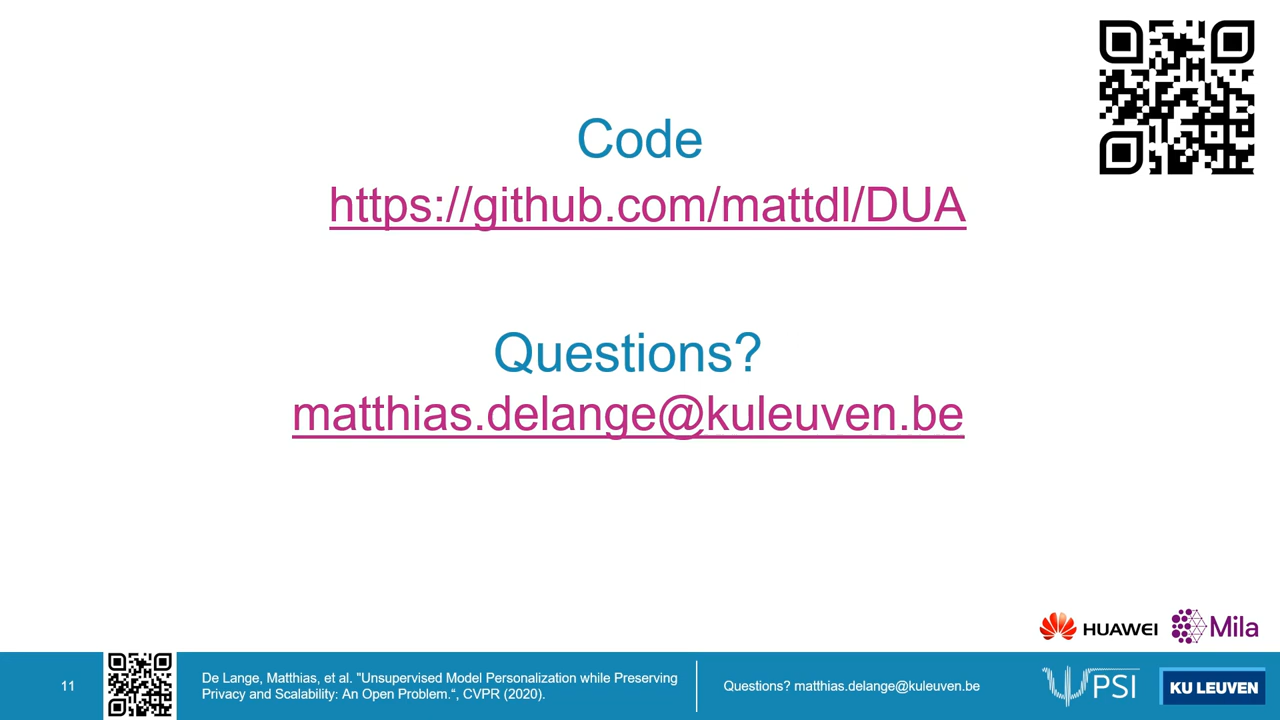 Code
https://github.com/mattdl/DUA
Questions?
matthias.delange@kuleuven.be
HUAWEI
Mila
11
De Lange, Matthias, et al. "Unsupervised Model Personalization while Preserving
Privacy and Scalability: An Open Problem.“, CVPR (2020).
Questions? matthias.delange@kuleuven.be
PSI
KU LEUVEN